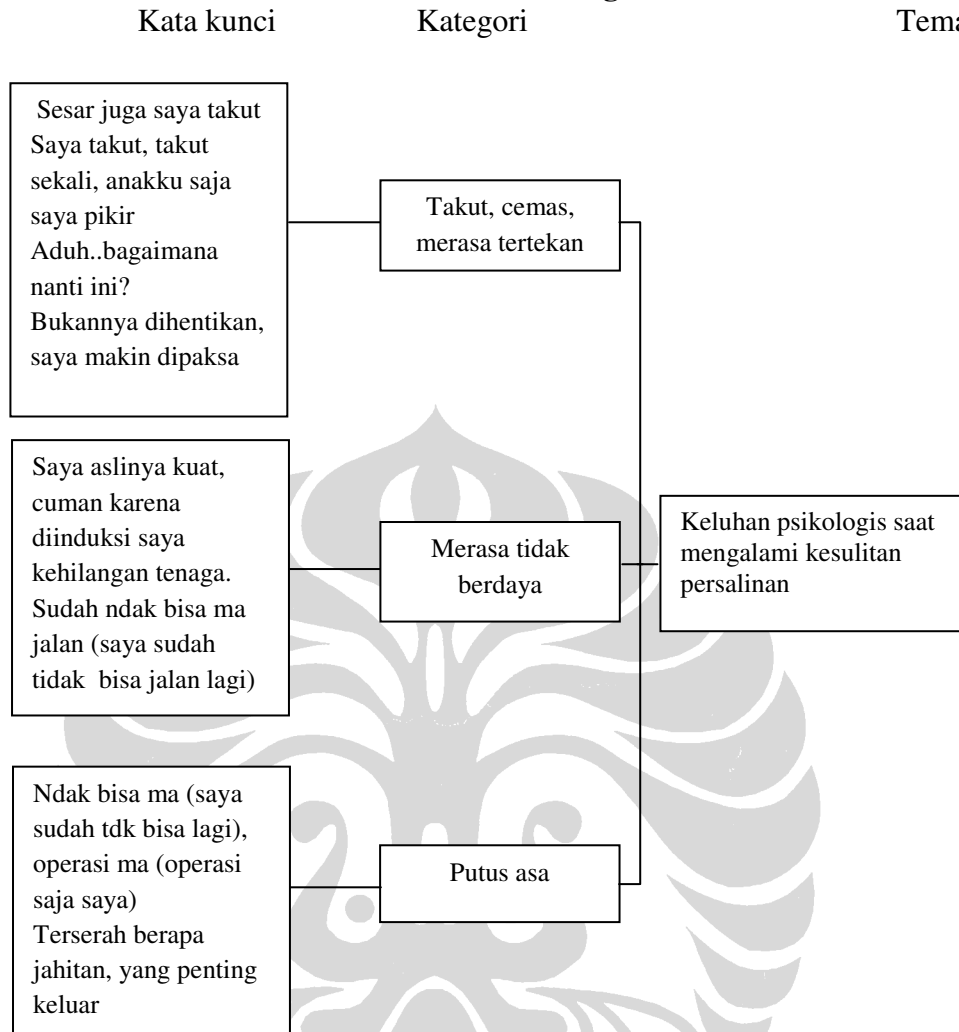 Kata kunci Kategori Tema
Sesar juga saya takut
Saya takut, takut
sekali, anakku saja
saya pikir
Aduh..bagaimana
nanti ini?
Bukannya dihentikan,
saya makin dipaksa
Takut, cemas,
merasa tertekan
Saya aslinya kuat,
cuman karena
diinduksi saya
kehilangan tenaga.
Sudah ndak bisa ma
jalan (saya sudah
tidak bisa jalan lagi)
Merasa tidak
berdaya
Keluhan psikologis saat
mengalami kesulitan
persalinan
Ndak bisa ma (saya
sudah tdk bisa lagi),
operasi ma (operasi
saja saya)
Terserah berapa
jahitan, yang penting
keluar
Putus asa